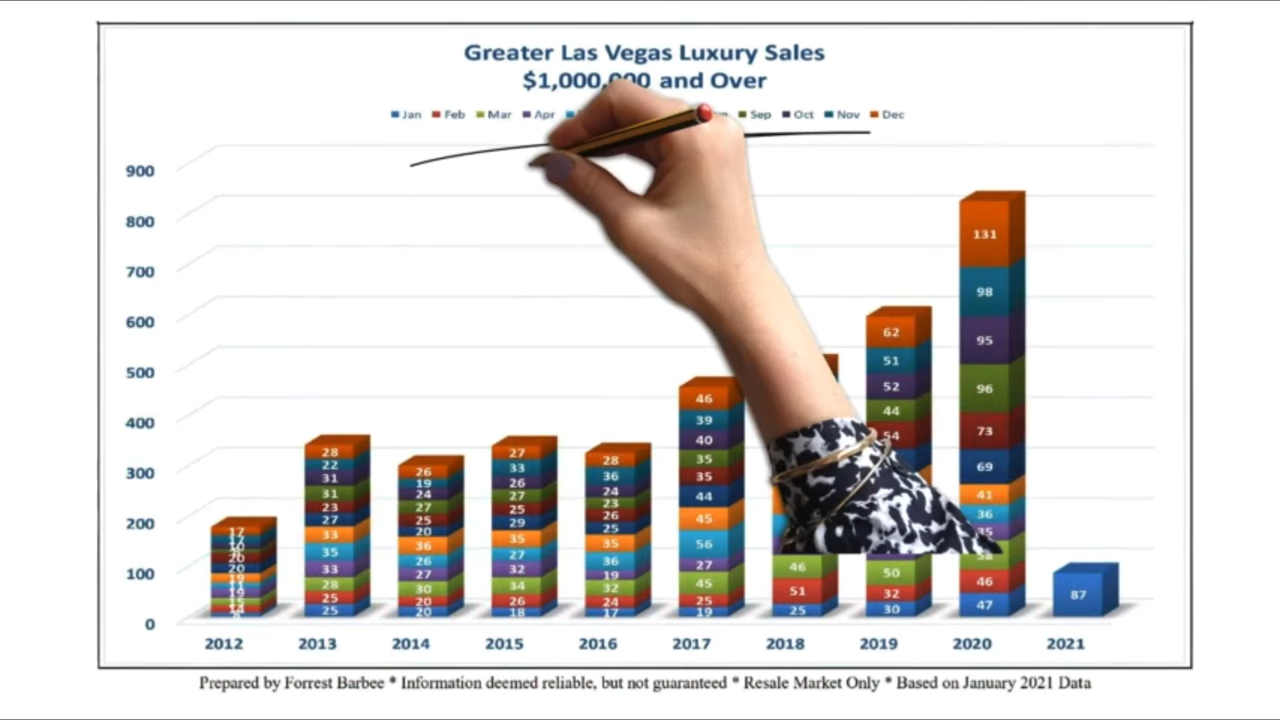 Greater Las Vegas Luxury Sales
$1,000,000 and Over
Jan Feb Mar Apr Sep Oct Nov Dec
900
800
700
600
500
400
300
200
100
0
17
28 22 31 31 23 27 33 35 33 28 25 25
26 19 24 27 25 20 36 26 27 30 20 20
27 33 26 27 25 29 35 27 32 34 26 18
28 36 24 23 26 25 35 36 19 32 24 17
46 39 40 35 35 44 45 56 27 45 25 19
46 51 25
62 51 52 44 54 50 32 30
131 98 95 96 73 69 41 36 35 58 46 47
87
2012 2013 2014 2015 2016 2017 2018 2019 2020 2021
Prepared by Forrest Barbee * Information deemed reliable, but not guaranteed * Resale Market Only * Based on January 2021 Data